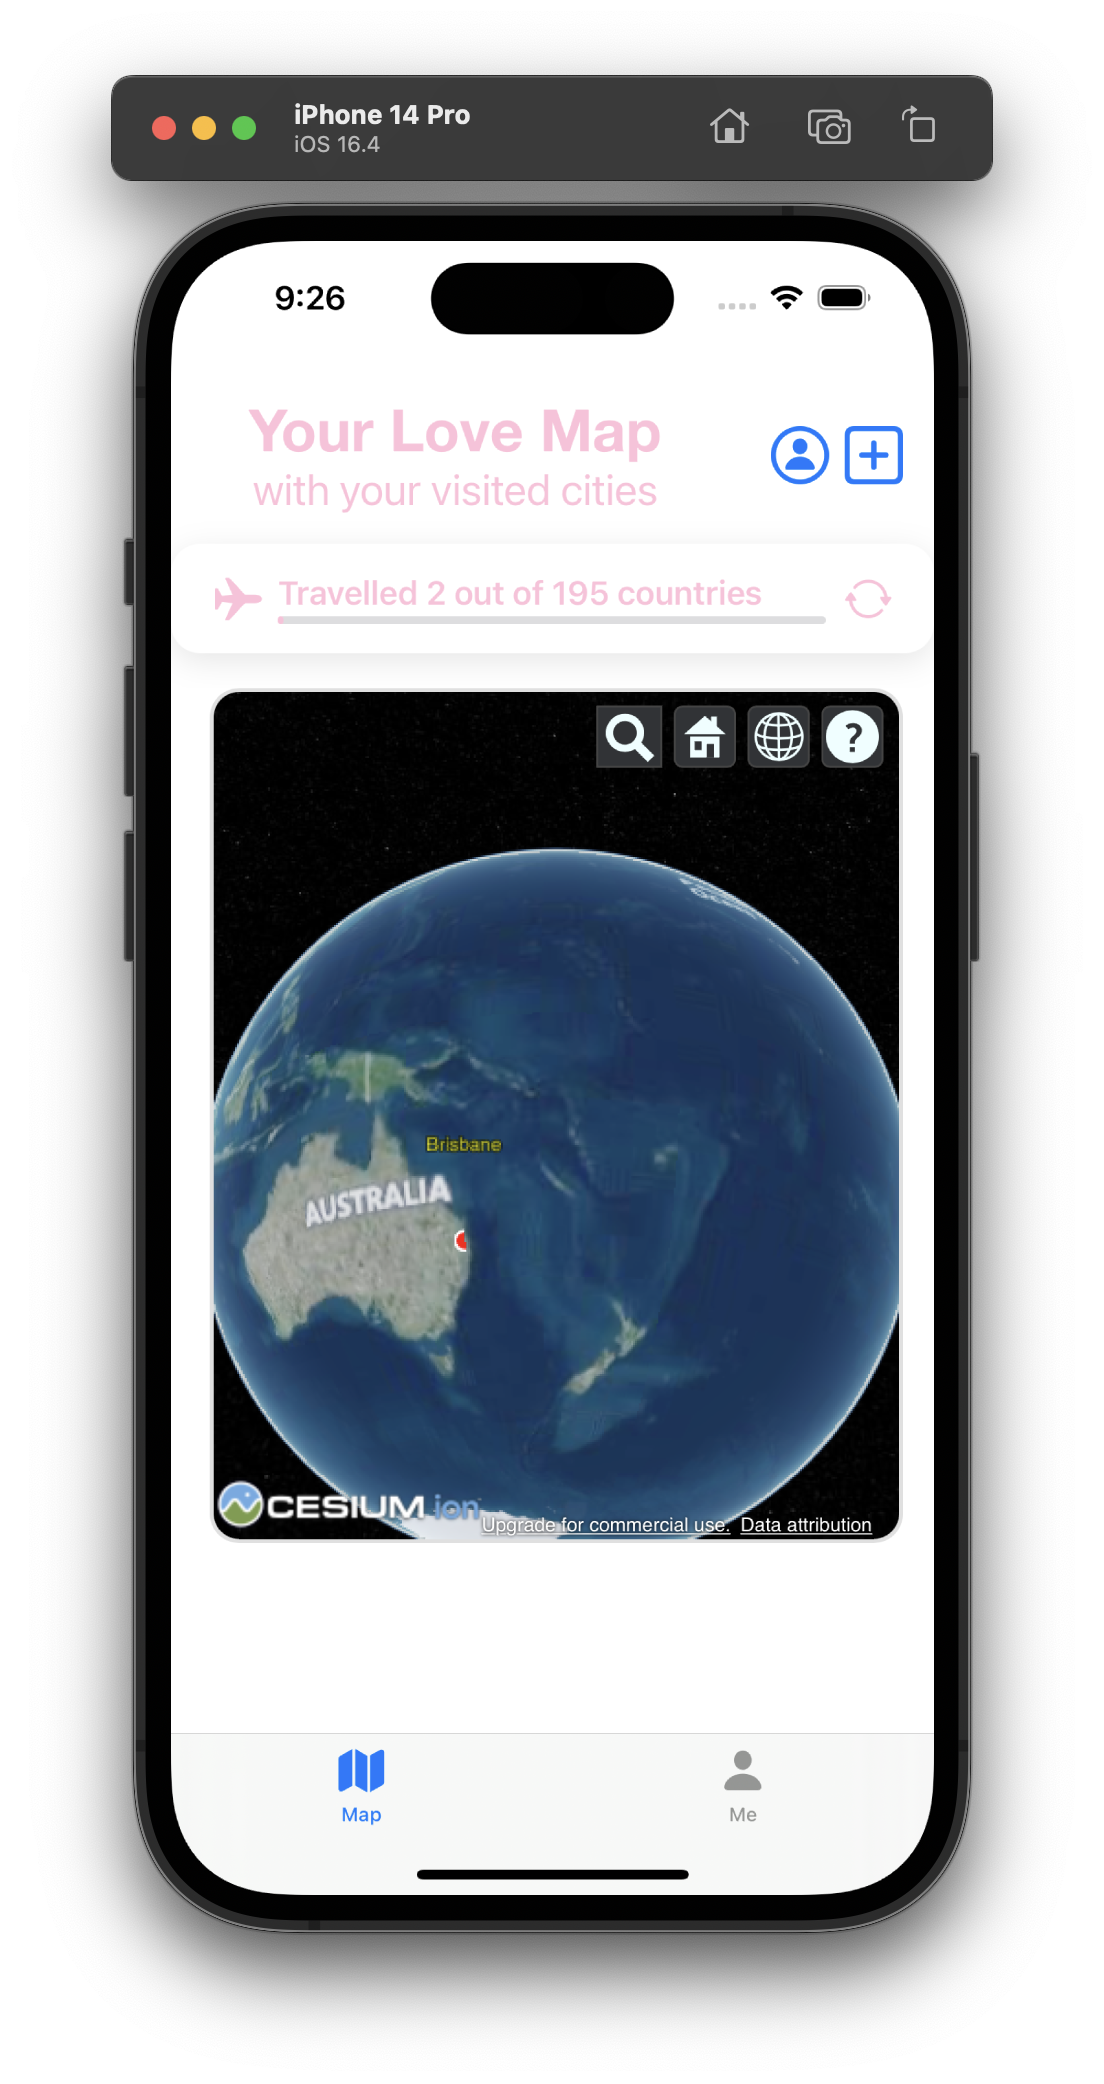 iPhone 14 Pro
iOS 16.4
9:26
Your Love Map
with your visited cities
Travelled 2 out of 195 countries
?
Brisbane
AUSTRALIA
CESIUM ion
Upgrade for commercial use. Data attribution
Map
Me